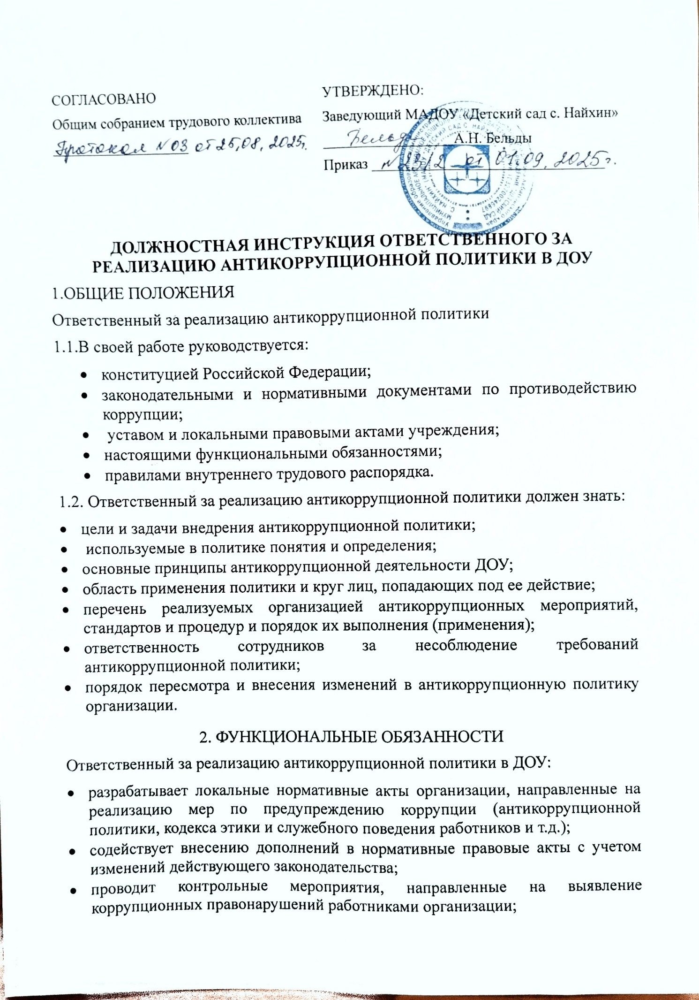 СОГЛАСОВАНО
Общим собранием трудового коллектива
Протокол №03 от 25,08, 2025г.
УТВЕРЖДЕНО:
Заведующий МАДОУ «Детский сад с. Найхин»
Бельды А.Н. Бельды
Приказ № 23/2 от 01.09, 2025г.
ДОЛЖНОСТНАЯ ИНСТРУКЦИЯ ОТВЕТСТВЕННОГО ЗА
РЕАЛИЗАЦИЮ АНТИКОРРУПЦИОННОЙ ПОЛИТИКИ В ДОУ
1.ОБЩИЕ ПОЛОЖЕНИЯ
Ответственный за реализацию антикоррупционной политики
1.1.В своей работе руководствуется:
• конституцией Российской Федерации;
• законодательными и нормативными документами по противодействию
коррупции;
• уставом и локальными правовыми актами учреждения;
• настоящими функциональными обязанностями;
• правилами внутреннего трудового распорядка.
1.2. Ответственный за реализацию антикоррупционной политики должен знать:
• цели и задачи внедрения антикоррупционной политики;
• используемые в политике понятия и определения;
• основные принципы антикоррупционной деятельности ДОУ;
• область применения политики и круг лиц, попадающих под ее действие;
• перечень реализуемых организацией антикоррупционных мероприятий,
стандартов и процедур и порядок их выполнения (применения);
• ответственность сотрудников за несоблюдение требований
антикоррупционной политики;
• порядок пересмотра и внесения изменений в антикоррупционную политику
организации.
2. ФУНКЦИОНАЛЬНЫЕ ОБЯЗАННОСТИ
Ответственный за реализацию антикоррупционной политики в ДОУ:
• разрабатывает локальные нормативные акты организации, направленные на
реализацию мер по предупреждению коррупции (антикоррупционной
политики, кодекса этики и служебного поведения работников и т.д.);
• содействует внесению дополнений в нормативные правовые акты с учетом
изменений действующего законодательства;
• проводит контрольные мероприятия, направленные на выявление
коррупционных правонарушений работниками организации;